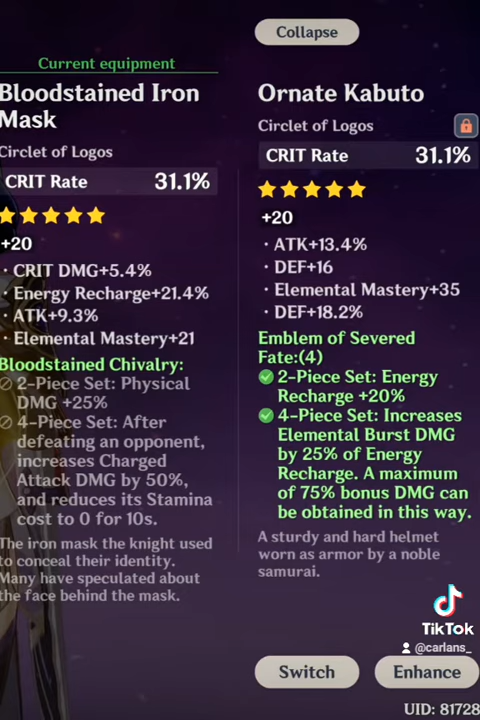 Collapse
Current equipment
Bloodstained Iron
Mask
Circlet of Logos
CRIT Rate 31.1%
+20
· CRIT DMG+5.4%
· Energy Recharge+21.4%
· ATK+9.3%
· Elemental Mastery+21
Bloodstained Chivalry:
2-Piece Set: Physical
DMG +25%
4-Piece Set: After
defeating an opponent,
increases Charged
Attack DMG by 50%,
and reduces its Stamina
cost to 0 for 10s.
The iron mask the knight used
to conceal their identity.
Many have speculated about
the face behind the mask.
Ornate Kabuto
Circlet of Logos
CRIT Rate 31.1%
+20
· ATK+13.4%
· DEF+16
· Elemental Mastery+35
· DEF+18.2%
Emblem of Severed
Fate:(4)
2-Piece Set: Energy
Recharge +20%
4-Piece Set: Increases
Elemental Burst DMG
by 25% of Energy
Recharge. A maximum
of 75% bonus DMG can
be obtained in this way.
A sturdy and hard helmet
worn as armor by a noble
samurai.
TikTok
@carlans_
Switch
Enhance
UID: 81728